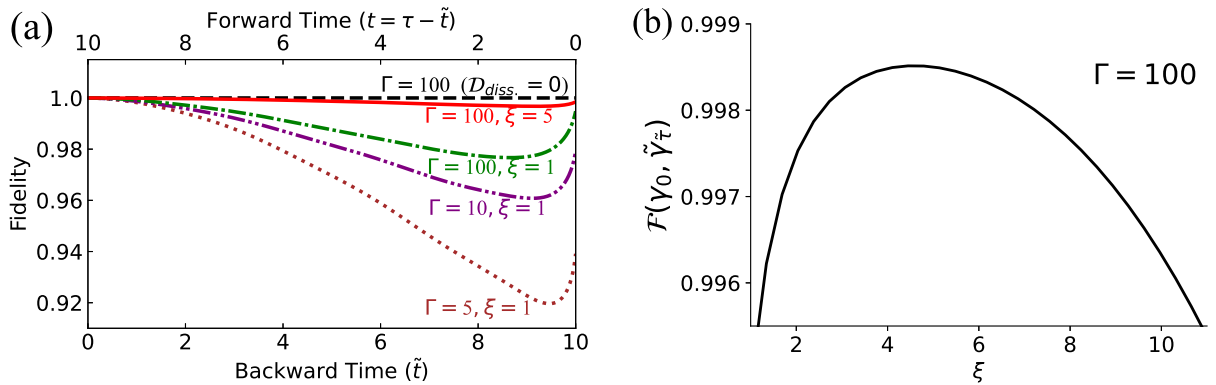 (a)
Forward Time (t = τ − t̃)
10 8 6 4 2 0
Fidelity
1.0
0.98
0.96
0.94
0.92
Γ = 100 (𝒟diss. = 0)
Γ = 100, ξ = 5
Γ = 100, ξ = 1
Γ = 10, ξ = 1
Γ = 5, ξ = 1
0 2 4 6 8 10
Backward Time (t̃)
(b)
ℱ(γ₀, γ̃τ̃)
0.999
0.998
0.997
0.996
Γ = 100
2 4 6 8 10
ξ